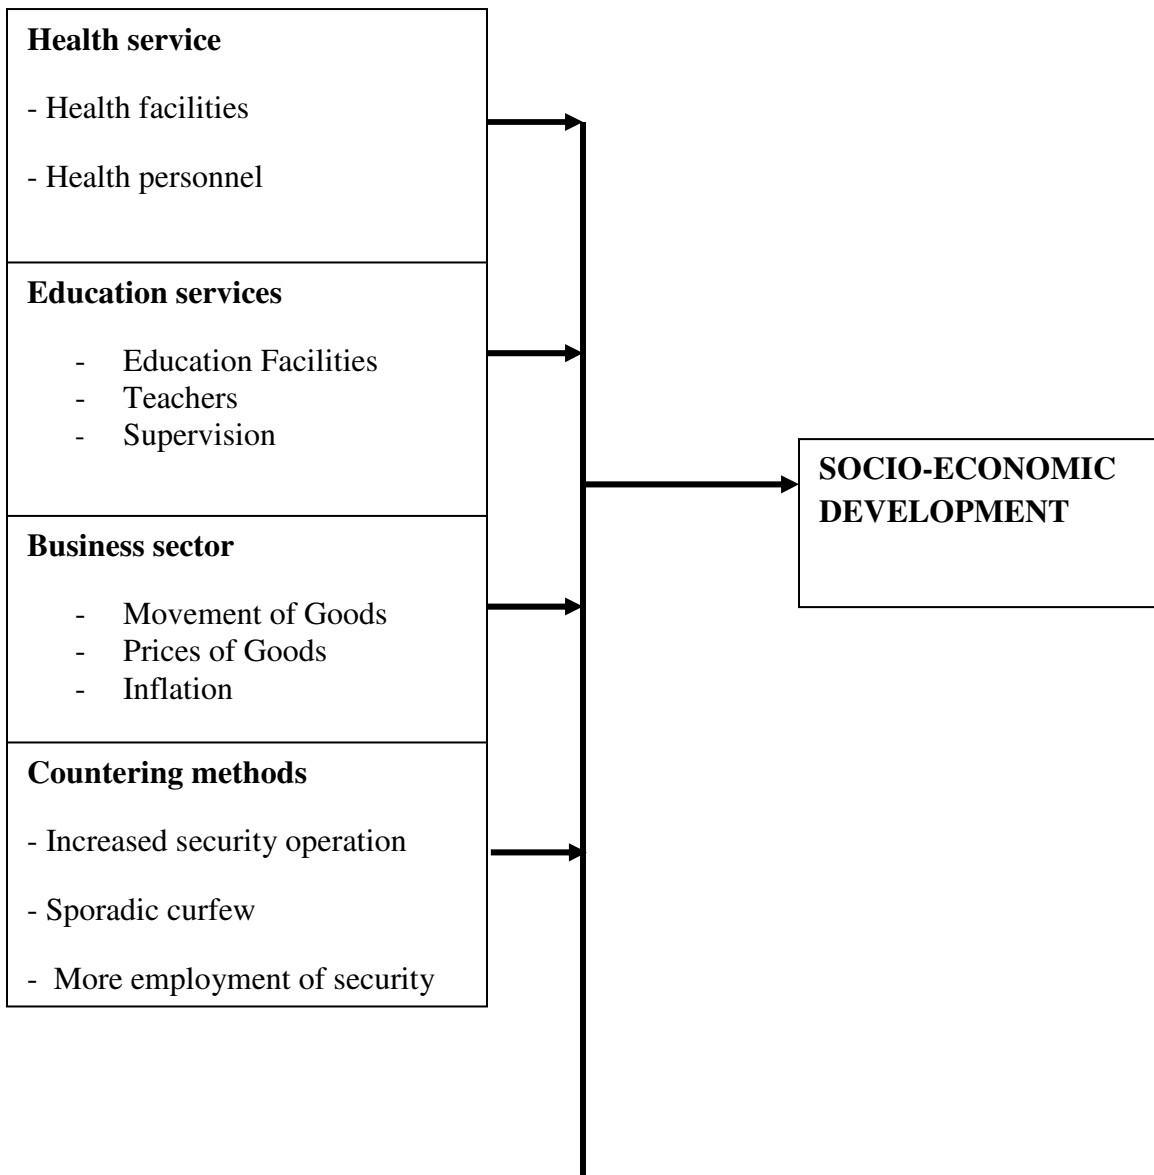 Health service
- Health facilities
- Health personnel
Education services
- Education Facilities
- Teachers
- Supervision
SOCIO-ECONOMIC
DEVELOPMENT
Business sector
- Movement of Goods
- Prices of Goods
- Inflation
Countering methods
- Increased security operation
- Sporadic curfew
- More employment of security